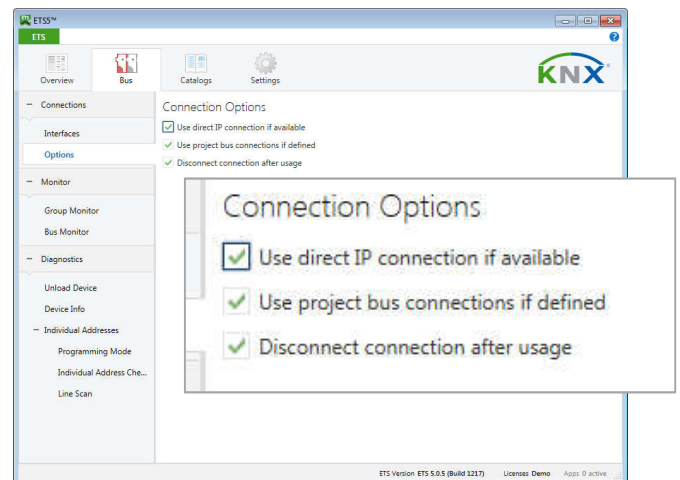 ETS5™
ETS
Overview
Bus
Catalogs
Settings
KNX
Connections
Interfaces
Options
Monitor
Group Monitor
Bus Monitor
Diagnostics
Unload Device
Device Info
Individual Addresses
Programming Mode
Individual Address Che...
Line Scan
Connection Options
Use direct IP connection if available
Use project bus connections if defined
Disconnect connection after usage
Connection Options
Use direct IP connection if available
Use project bus connections if defined
Disconnect connection after usage
ETS Version ETS 5.0.5 (Build 1217) Licenses Demo Apps 0 active